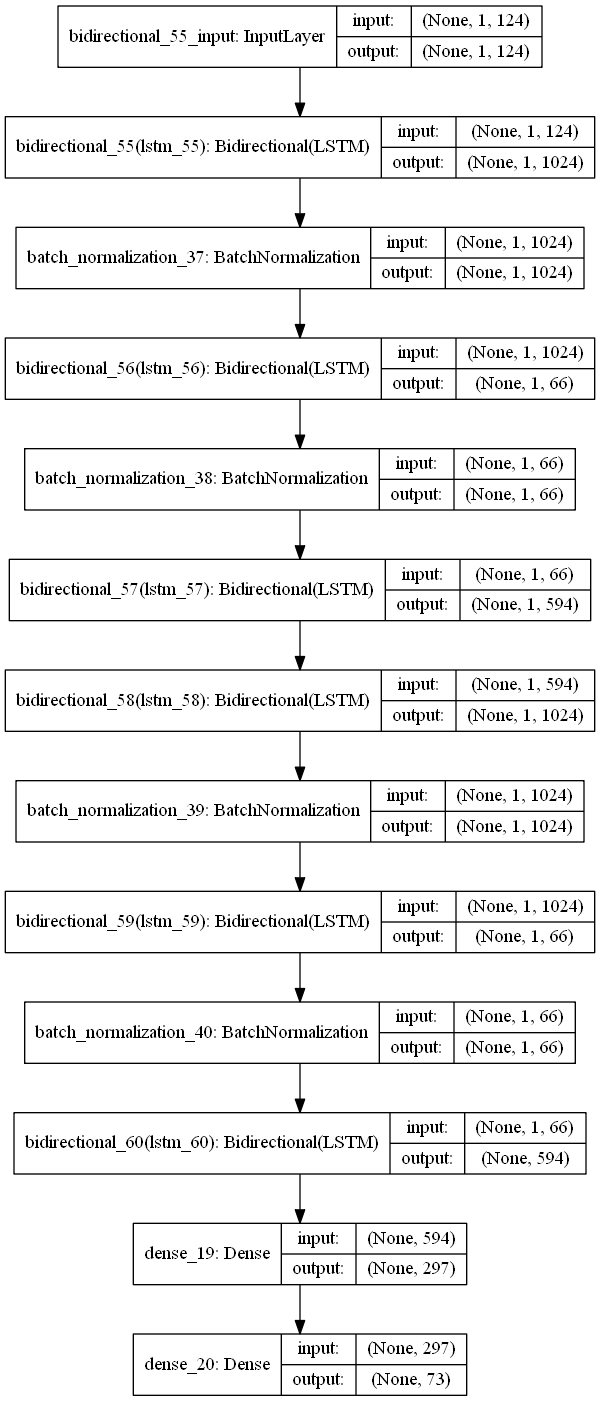 bidirectional_55_input: InputLayer input: (None, 1, 124)
output: (None, 1, 124)
bidirectional_55(lstm_55): Bidirectional(LSTM) input: (None, 1, 124)
output: (None, 1, 1024)
batch_normalization_37: BatchNormalization input: (None, 1, 1024)
output: (None, 1, 1024)
bidirectional_56(lstm_56): Bidirectional(LSTM) input: (None, 1, 1024)
output: (None, 1, 66)
batch_normalization_38: BatchNormalization input: (None, 1, 66)
output: (None, 1, 66)
bidirectional_57(lstm_57): Bidirectional(LSTM) input: (None, 1, 66)
output: (None, 1, 594)
bidirectional_58(lstm_58): Bidirectional(LSTM) input: (None, 1, 594)
output: (None, 1, 1024)
batch_normalization_39: BatchNormalization input: (None, 1, 1024)
output: (None, 1, 1024)
bidirectional_59(lstm_59): Bidirectional(LSTM) input: (None, 1, 1024)
output: (None, 1, 66)
batch_normalization_40: BatchNormalization input: (None, 1, 66)
output: (None, 1, 66)
bidirectional_60(lstm_60): Bidirectional(LSTM) input: (None, 1, 66)
output: (None, 594)
dense_19: Dense input: (None, 594)
output: (None, 297)
dense_20: Dense input: (None, 297)
output: (None, 73)